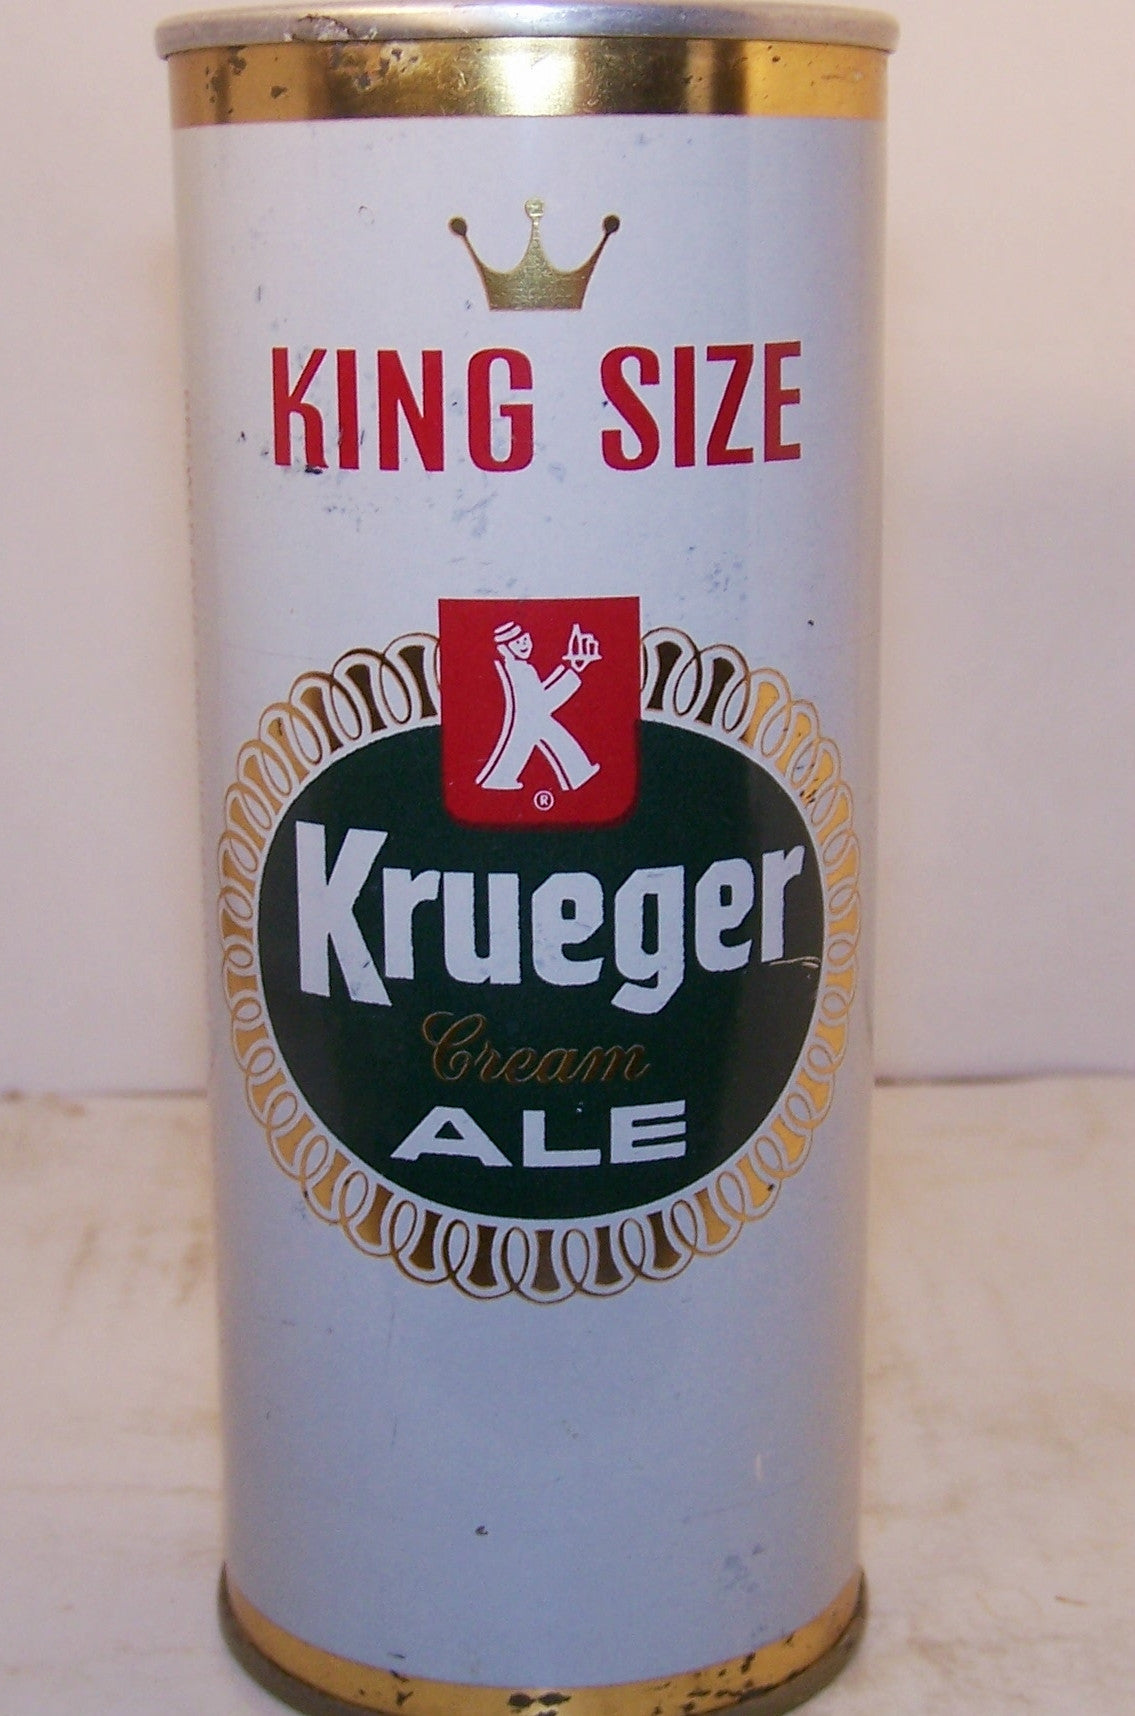 KING SIZE
K
®
Krueger
Cream
ALE